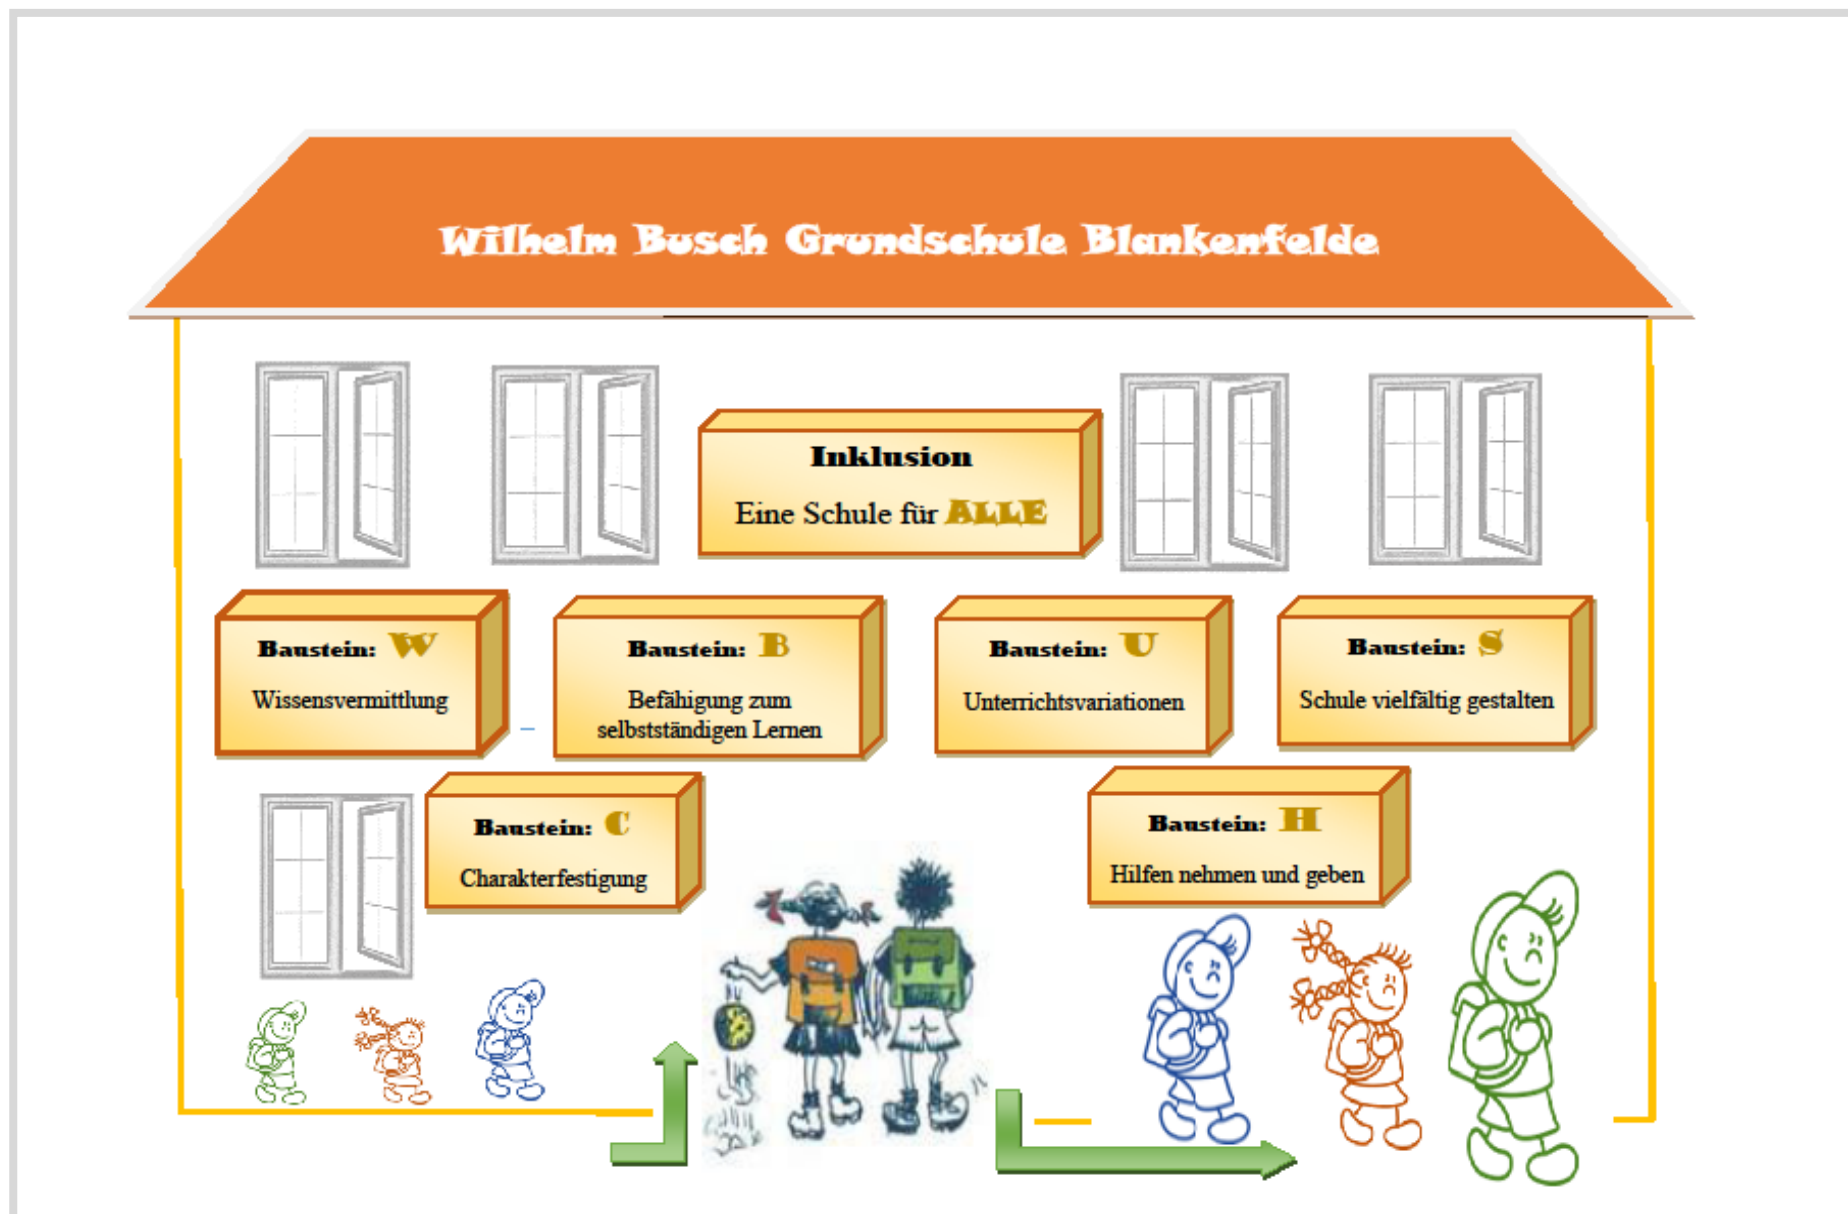 Wilhelm Busch Grundschule Blankenfelde
Inklusion
Eine Schule für ALLE
Baustein: W
Wissensvermittlung
Baustein: B
Befähigung zum
selbstständigen Lernen
Baustein: U
Unterrichtsvariationen
Baustein: S
Schule vielfältig gestalten
Baustein: C
Charakterfestigung
Baustein: H
Hilfen nehmen und geben